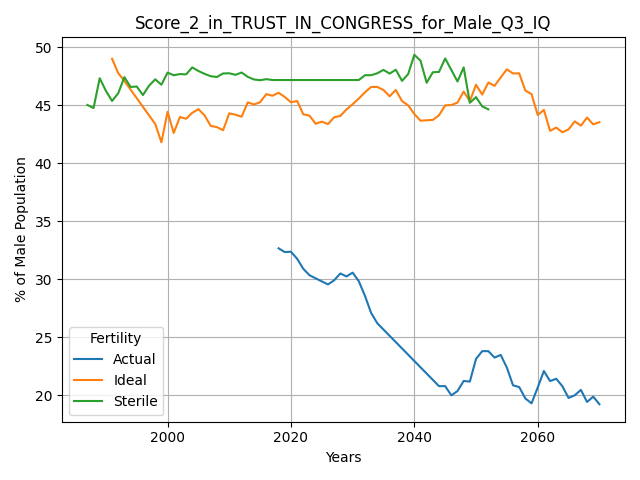 Score_2_in_TRUST_IN_CONGRESS_for_Male_Q3_IQ
% of Male Population
50
45
40
35
30
25
20
Fertility
Actual
Ideal
Sterile
2000 2020 2040 2060
Years